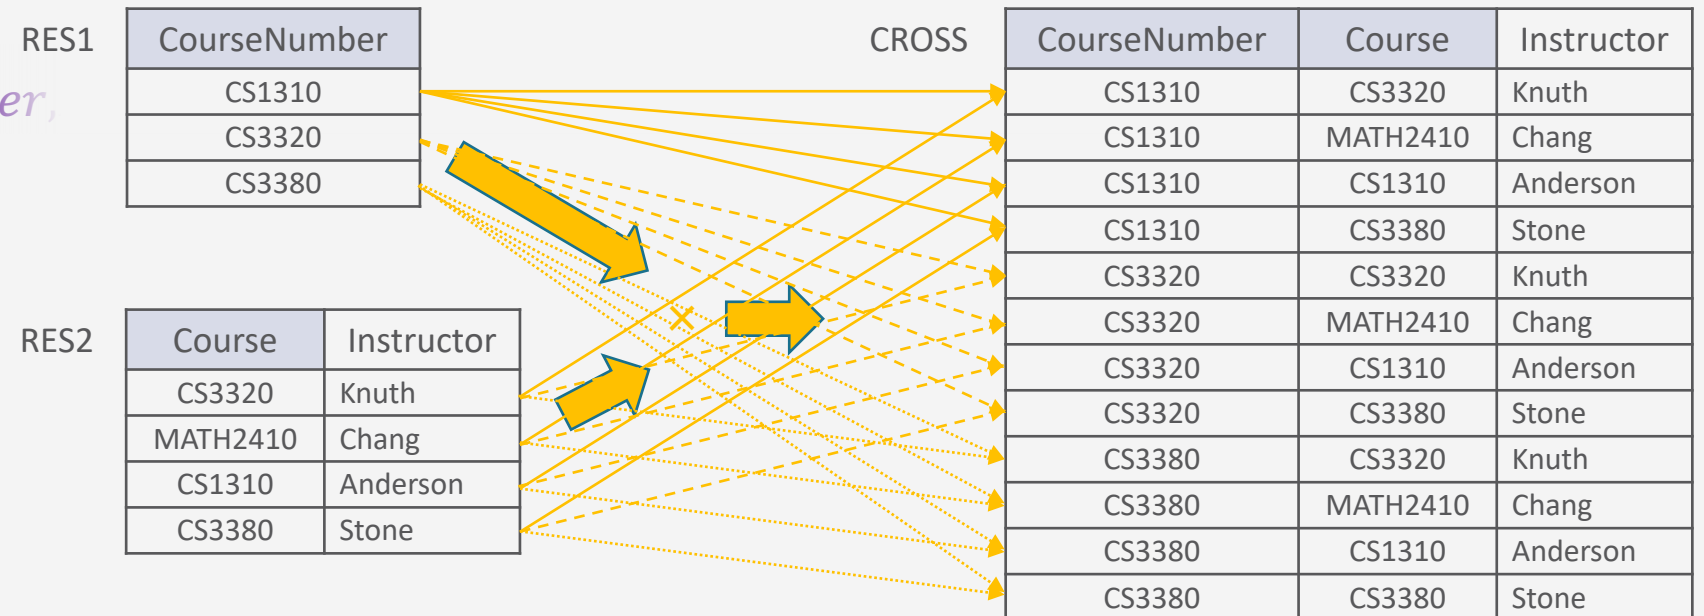 RES1
CourseNumber
CS1310
er,
CS3320
CS3380
RES2
Course Instructor
CS3320 Knuth
MATH2410 Chang
CS1310 Anderson
CS3380 Stone
×
CROSS
CourseNumber Course Instructor
CS1310 CS3320 Knuth
CS1310 MATH2410 Chang
CS1310 CS1310 Anderson
CS1310 CS3380 Stone
CS3320 CS3320 Knuth
CS3320 MATH2410 Chang
CS3320 CS1310 Anderson
CS3320 CS3380 Stone
CS3380 CS3320 Knuth
CS3380 MATH2410 Chang
CS3380 CS1310 Anderson
CS3380 CS3380 Stone